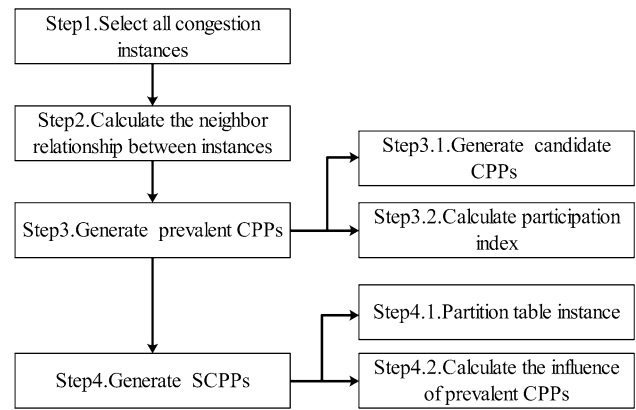 Step1.Select all congestion
instances
Step2.Calculate the neighbor
relationship between instances
Step3.Generate prevalent CPPs
Step3.1.Generate candidate
CPPs
Step3.2.Calculate participation
index
Step4.Generate SCPPs
Step4.1.Partition table instance
Step4.2.Calculate the influence
of prevalent CPPs